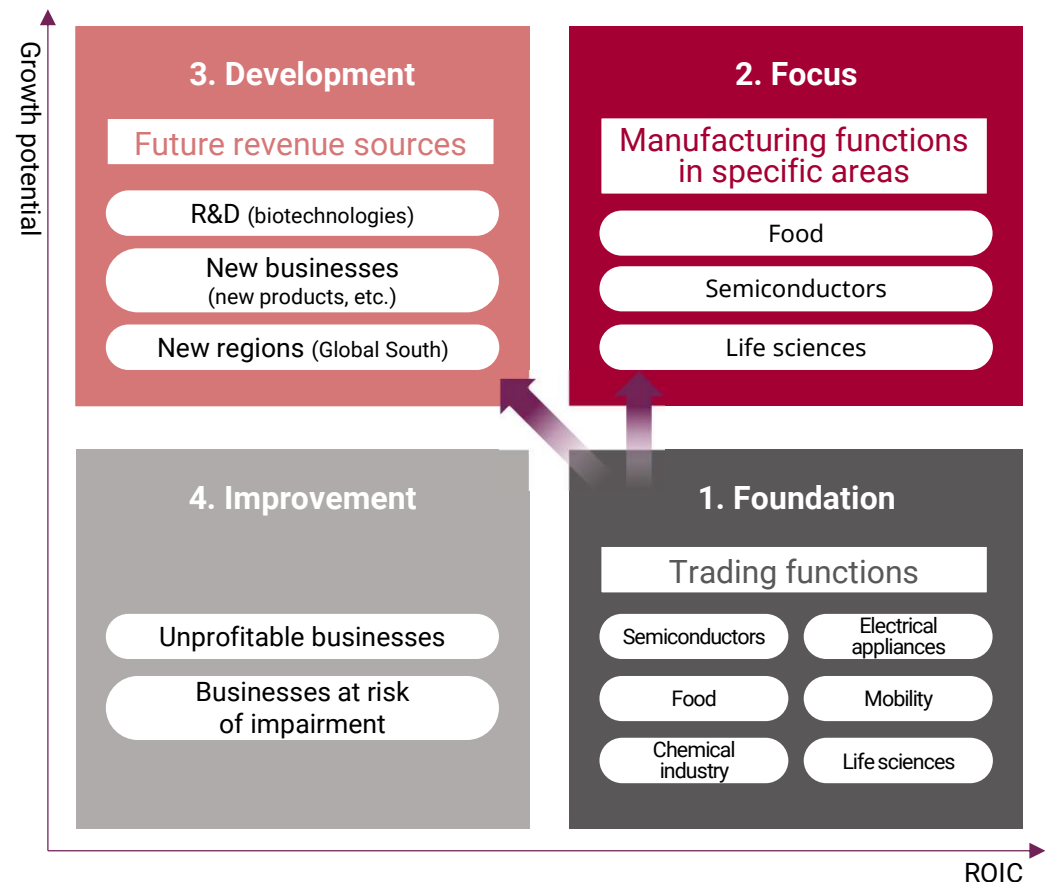 Growth potential
3. Development
Future revenue sources
R&D (biotechnologies)
New businesses
(new products, etc.)
New regions (Global South)
2. Focus
Manufacturing functions
in specific areas
Food
Semiconductors
Life sciences
4. Improvement
Unprofitable businesses
Businesses at risk
of impairment
1. Foundation
Trading functions
Semiconductors
Electrical
appliances
Food
Mobility
Chemical
industry
Life sciences
ROIC